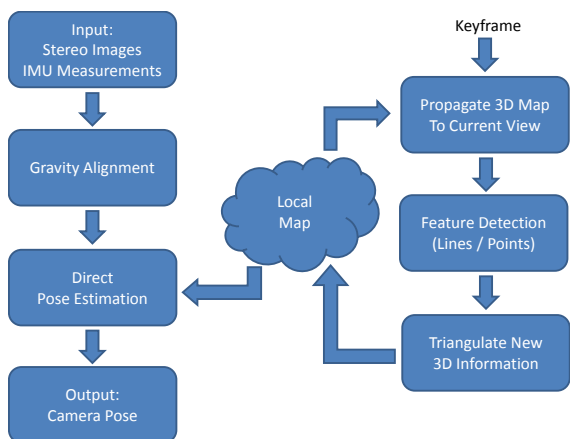 Input:
Stereo Images
IMU Measurements
Gravity Alignment
Direct
Pose Estimation
Output:
Camera Pose
Local
Map
Keyframe
Propagate 3D Map
To Current View
Feature Detection
(Lines / Points)
Triangulate New
3D Information